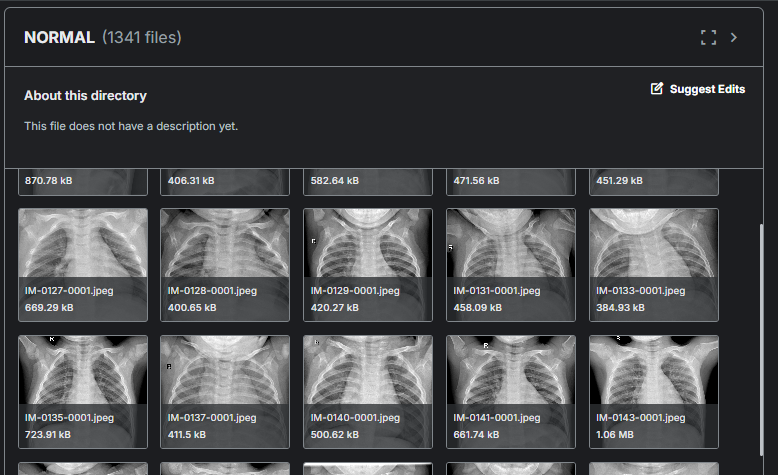 NORMAL (1341 files)
About this directory
Suggest Edits
This file does not have a description yet.
870.78 kB
406.31 kB
582.64 kB
471.56 kB
451.29 kB
IM-0127-0001.jpeg
669.29 kB
IM-0128-0001.jpeg
400.65 kB
IM-0129-0001.jpeg
420.27 kB
IM-0131-0001.jpeg
458.09 kB
IM-0133-0001.jpeg
384.93 kB
R
IM-0135-0001.jpeg
723.91 kB
R
IM-0137-0001.jpeg
411.5 kB
IM-0140-0001.jpeg
500.62 kB
R
IM-0141-0001.jpeg
661.74 kB
IM-0143-0001.jpeg
1.06 MB